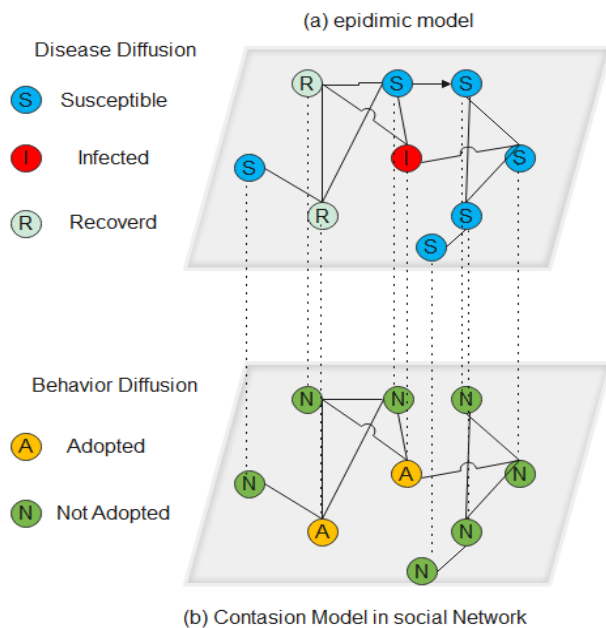 (a) epidimic model
Disease Diffusion
S Susceptible
I Infected
R Recoverd
R S S
S I S
R S
S
Behavior Diffusion
A Adopted
N Not Adopted
N N N
N A N
A N
N
(b) Contasion Model in social Network